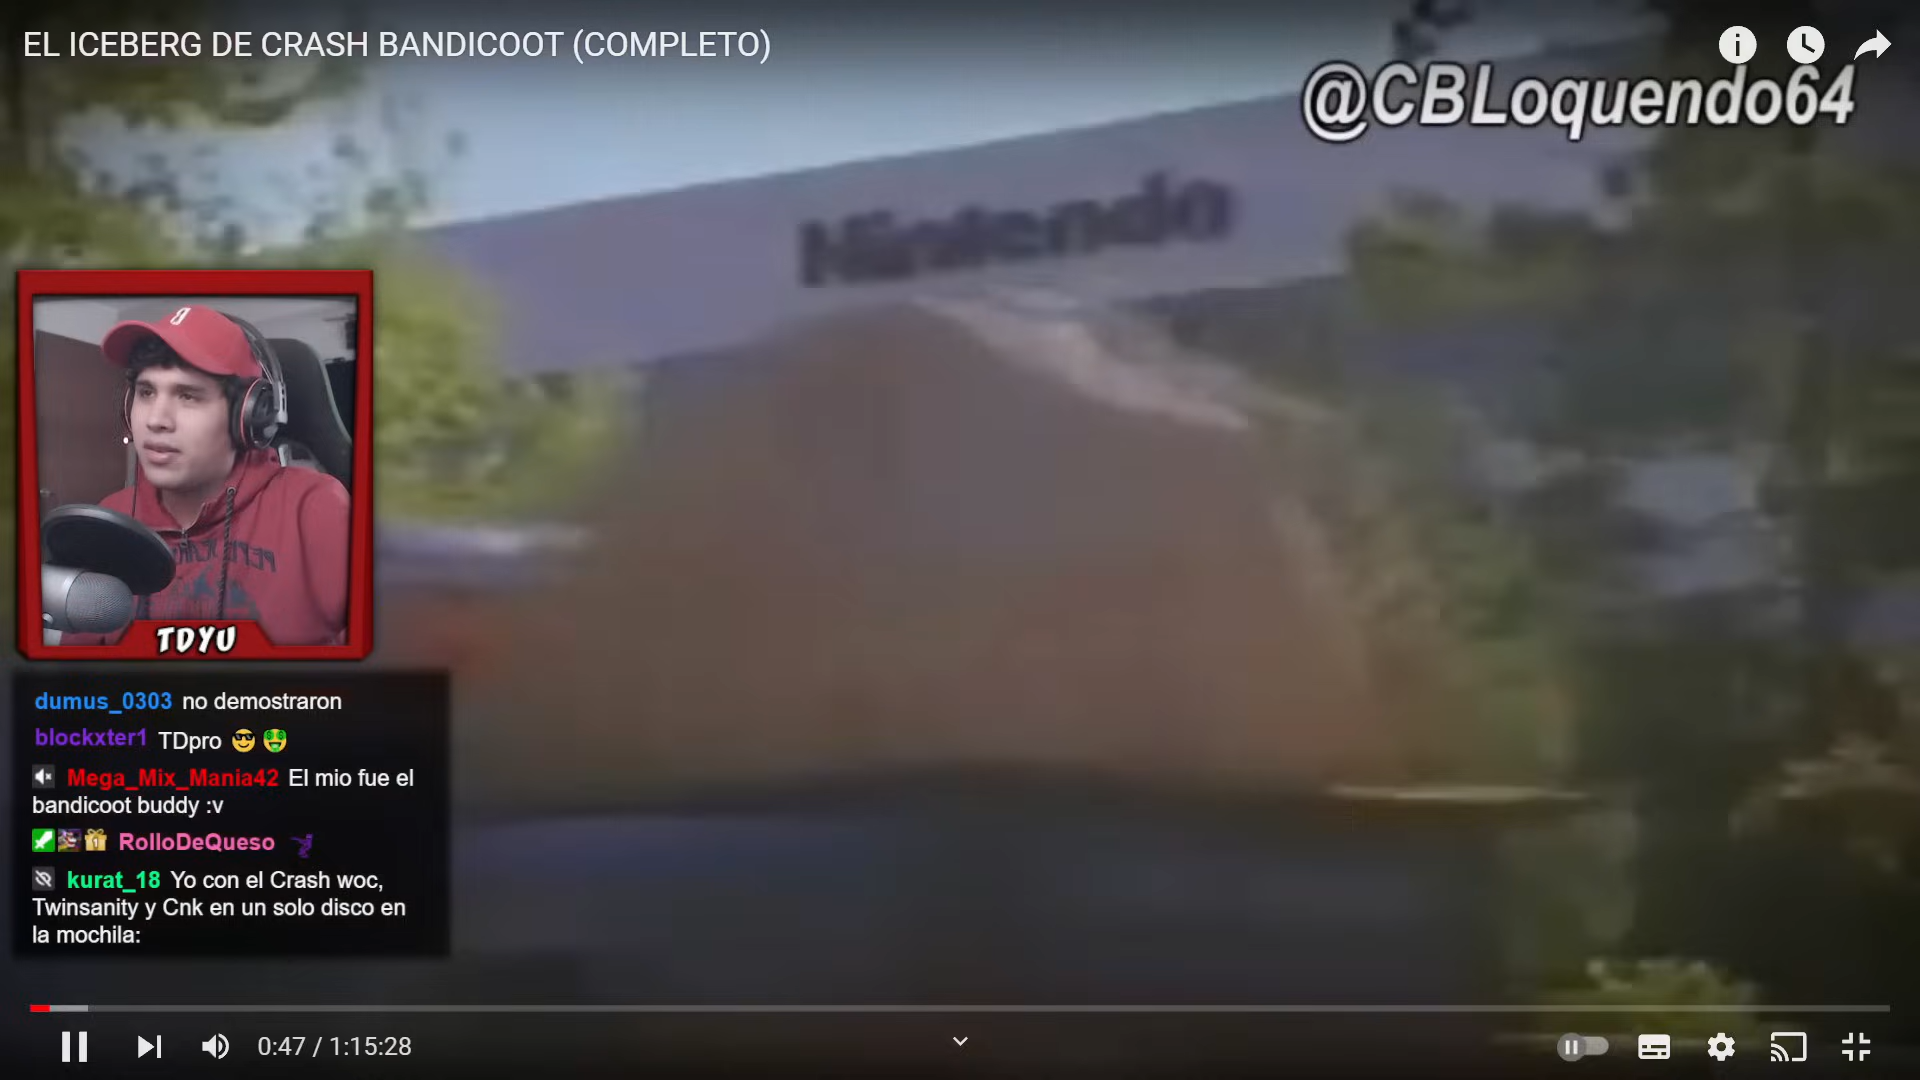 EL ICEBERG DE CRASH BANDICOOT (COMPLETO)
@CBLoquendo64
Nintendo
B
TDYU
dumus_0303 no demostraron
blockxter1 TDpro 😎 🤑
Mega_Mix_Mania42 El mio fue el
bandicoot buddy :v
RolloDeQueso
kurat_18 Yo con el Crash woc,
Twinsanity y Cnk en un solo disco en
la mochila:
0:47 / 1:15:28